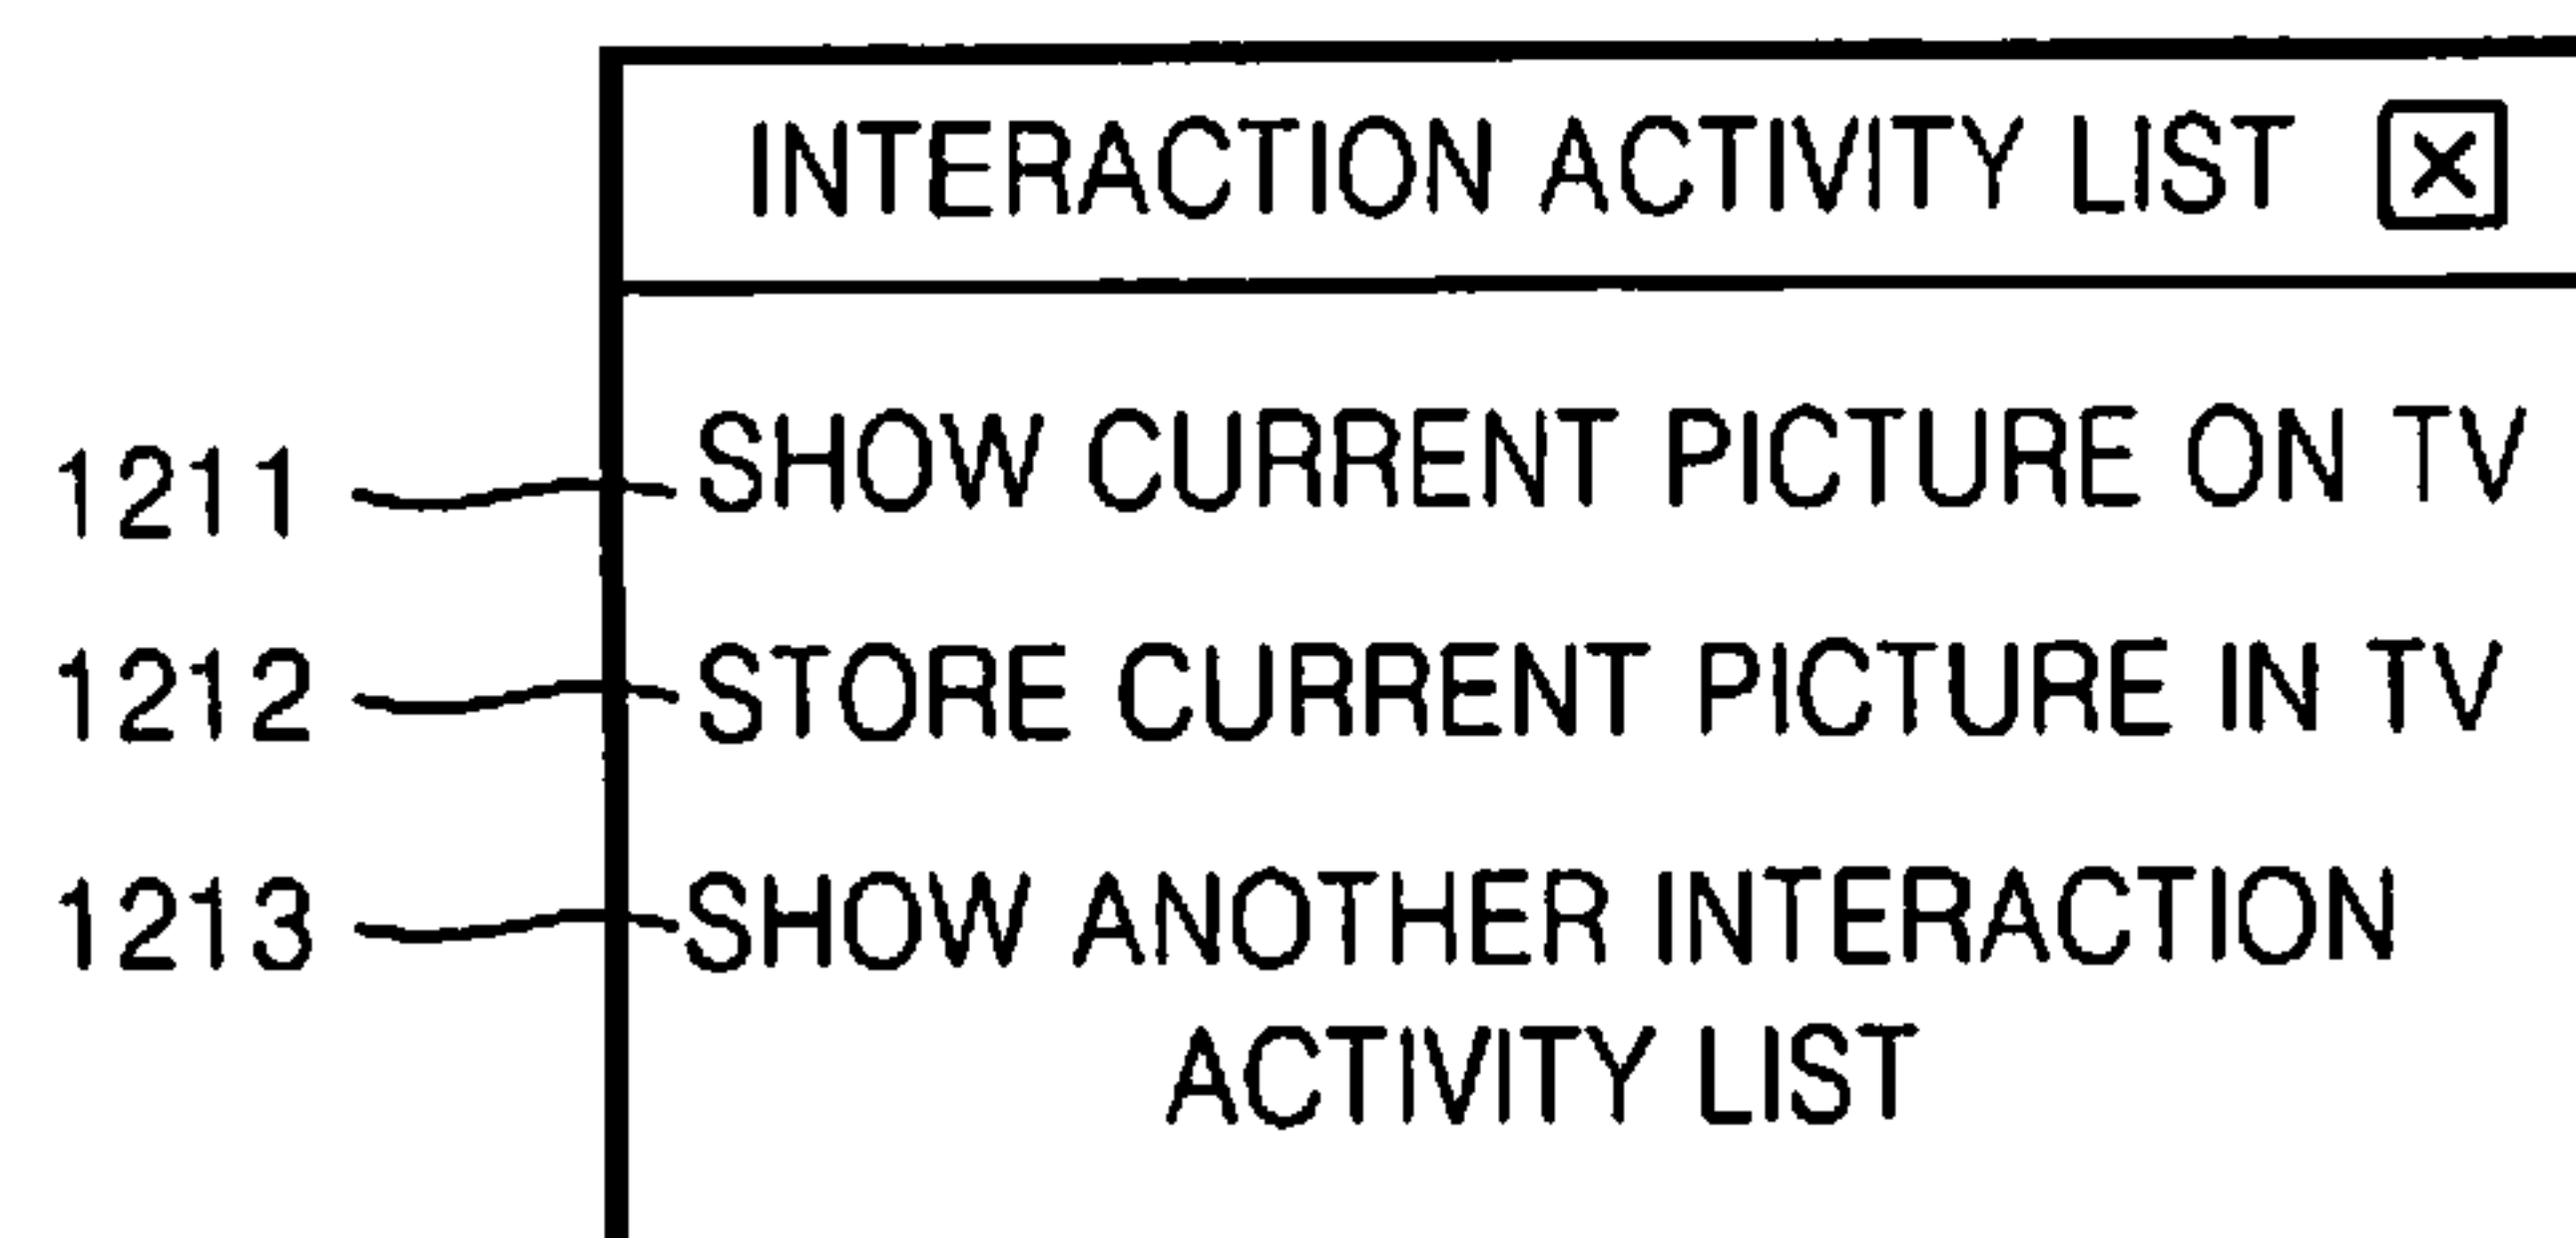 INTERACTION ACTIVITY LIST X
1211 SHOW CURRENT PICTURE ON TV
1212 STORE CURRENT PICTURE IN TV
1213 SHOW ANOTHER INTERACTION
ACTIVITY LIST